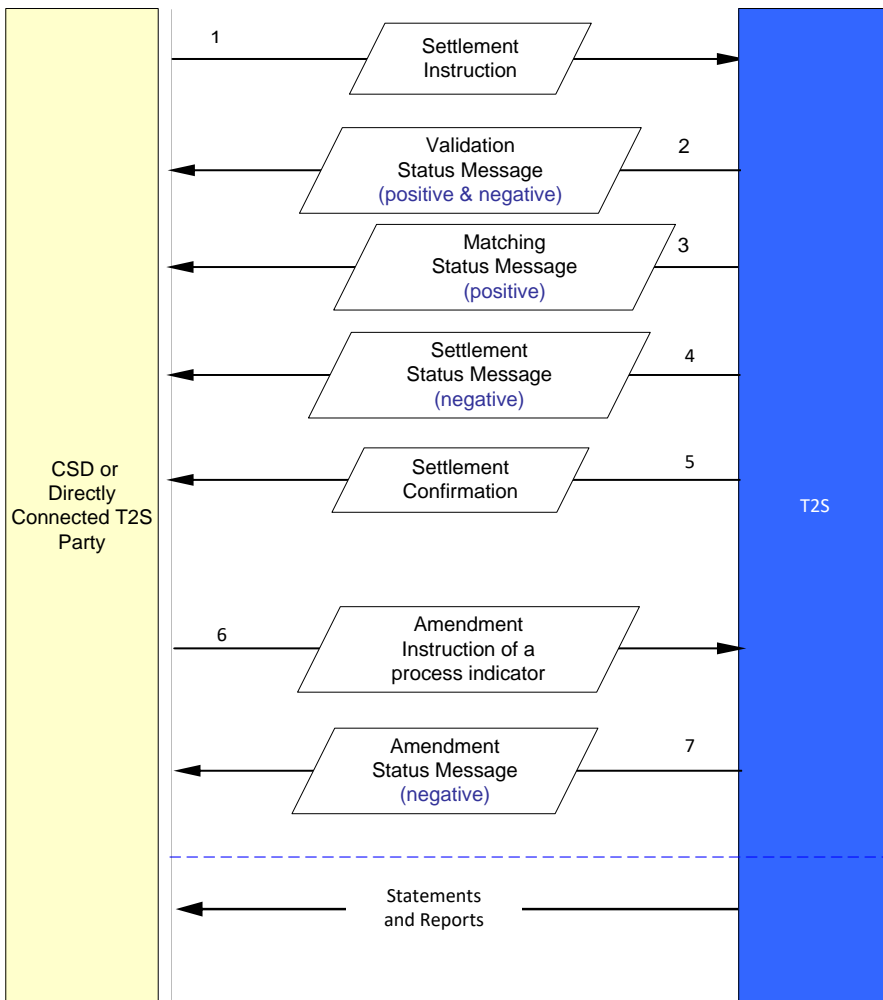 1
Settlement
Instruction
Validation
Status Message
(positive & negative)
2
Matching
Status Message
(positive)
3
Settlement
Status Message
(negative)
4
Settlement
Confirmation
5
CSD or
Directly
Connected T2S
Party
T2S
6
Amendment
Instruction of a
process indicator
Amendment
Status Message
(negative)
7
Statements
and Reports